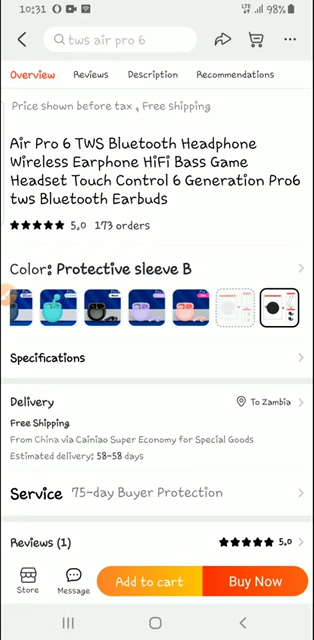 10:31
LTE
98%
tws air pro 6
Overview Reviews Description Recommendations
Price shown before tax , Free shipping
Air Pro 6 TWS Bluetooth Headphone
Wireless Earphone HiFi Bass Game
Headset Touch Control 6 Generation Pro6
tws Bluetooth Earbuds
5.0 173 orders
Color: Protective sleeve B
Specifications
Delivery To Zambia
Free Shipping
From China via Cainiao Super Economy for Special Goods
Estimated delivery: 58-58 days
Service 75-day Buyer Protection
Reviews (1) 5.0
Store Message Add to cart Buy Now